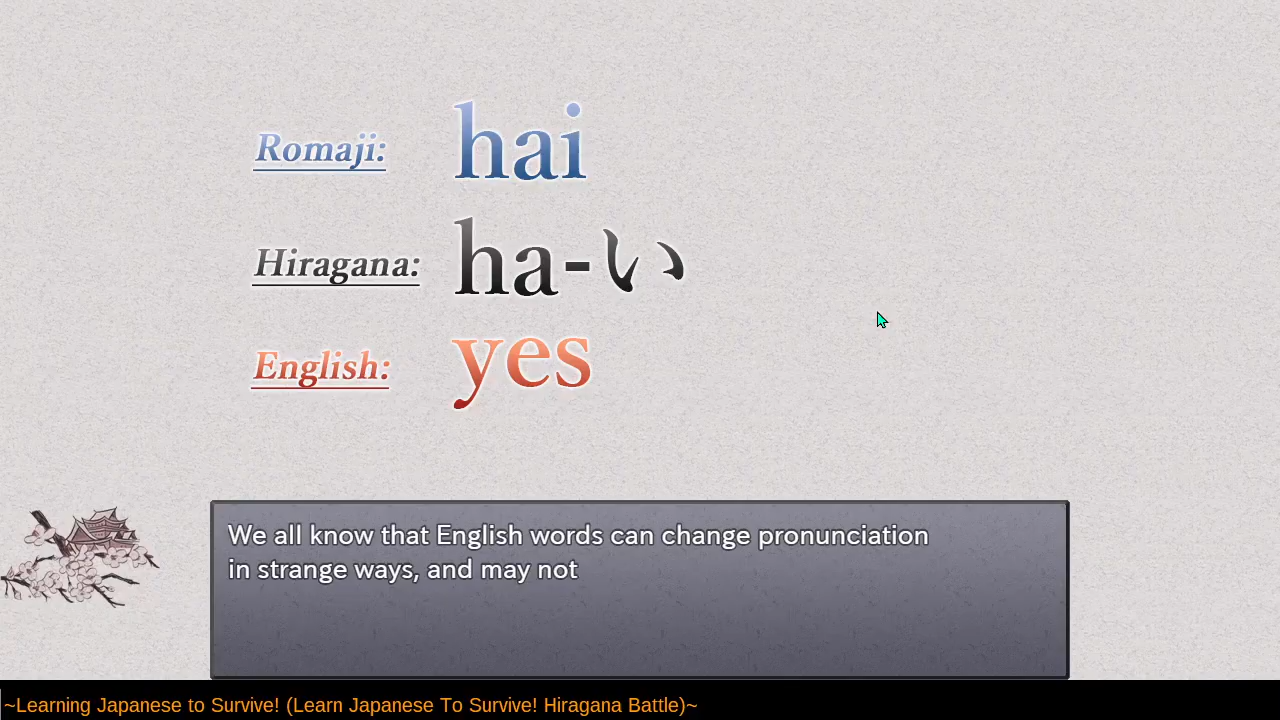 Romaji: hai
Hiragana: ha-い
English: yes
We all know that English words can change pronunciation
in strange ways, and may not
~Learning Japanese to Survive! (Learn Japanese To Survive! Hiragana Battle)~